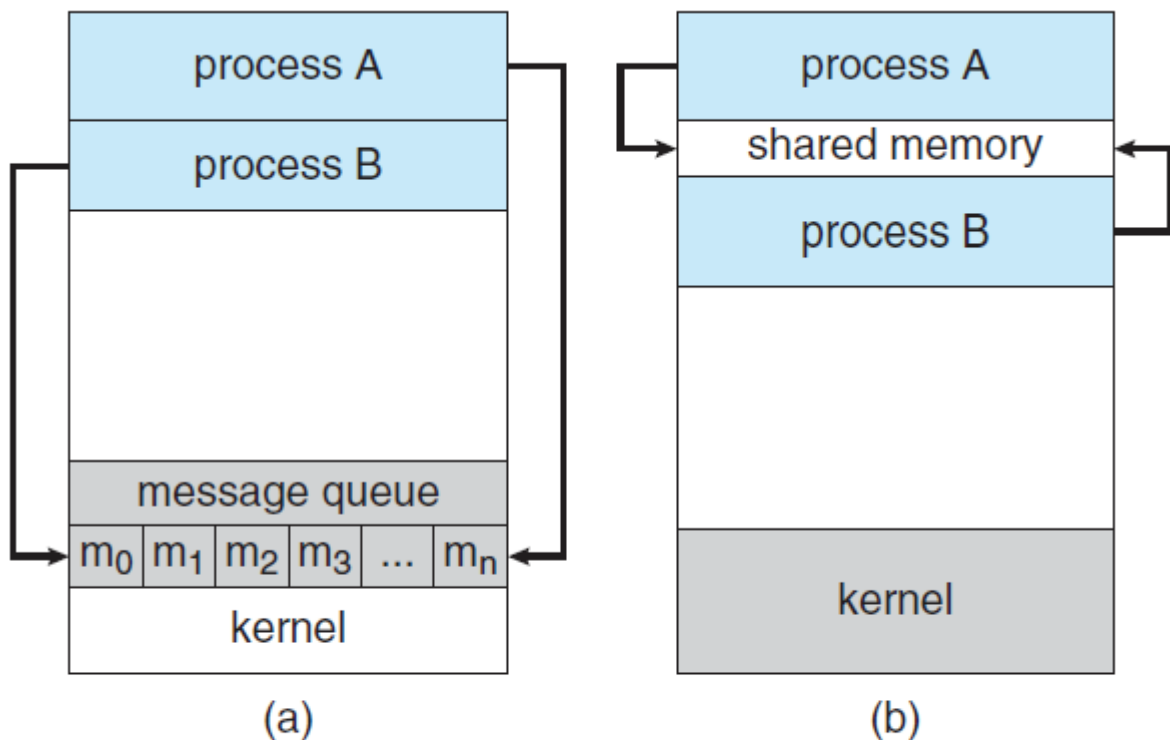 process A
process B
message queue
m0 m1 m2 m3 ... mn
kernel
(a)
process A
shared memory
process B
kernel
(b)